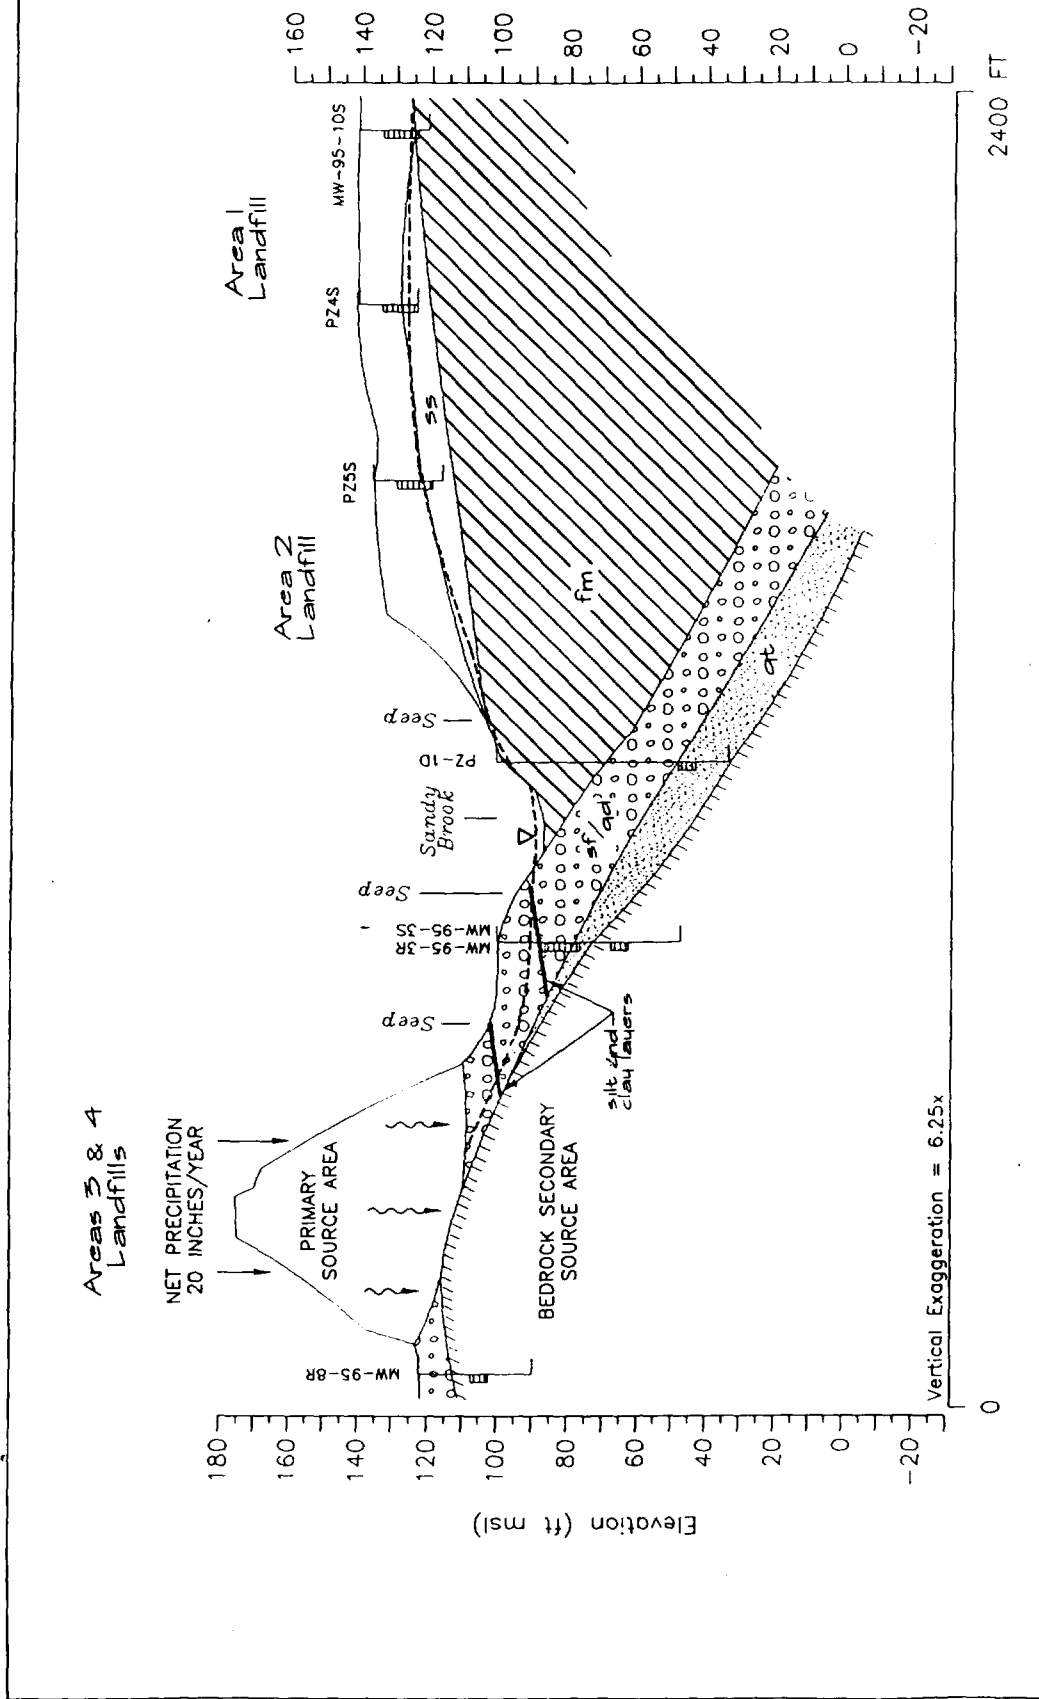 Areas 3 & 4
Landfills
NET PRECIPITATION
20 INCHES/YEAR
PRIMARY
SOURCE AREA
BEDROCK SECONDARY
SOURCE AREA
MW-95-8R
Seep
silt and
clay layers
MW-95-3R
MW-95-3S
Seep
Sandy
Brook
PZ-1D
Seep
Area 2
Landfill
PZ5S
PZ4S
Area 1
Landfill
MW-95-10S
ss
fm
sf/gd
gt
Elevation (ft msl)
180
160
140
120
100
80
60
40
20
0
-20
160
140
120
100
80
60
40
20
0
-20
0
2400 FT
Vertical Exaggeration = 6.25x